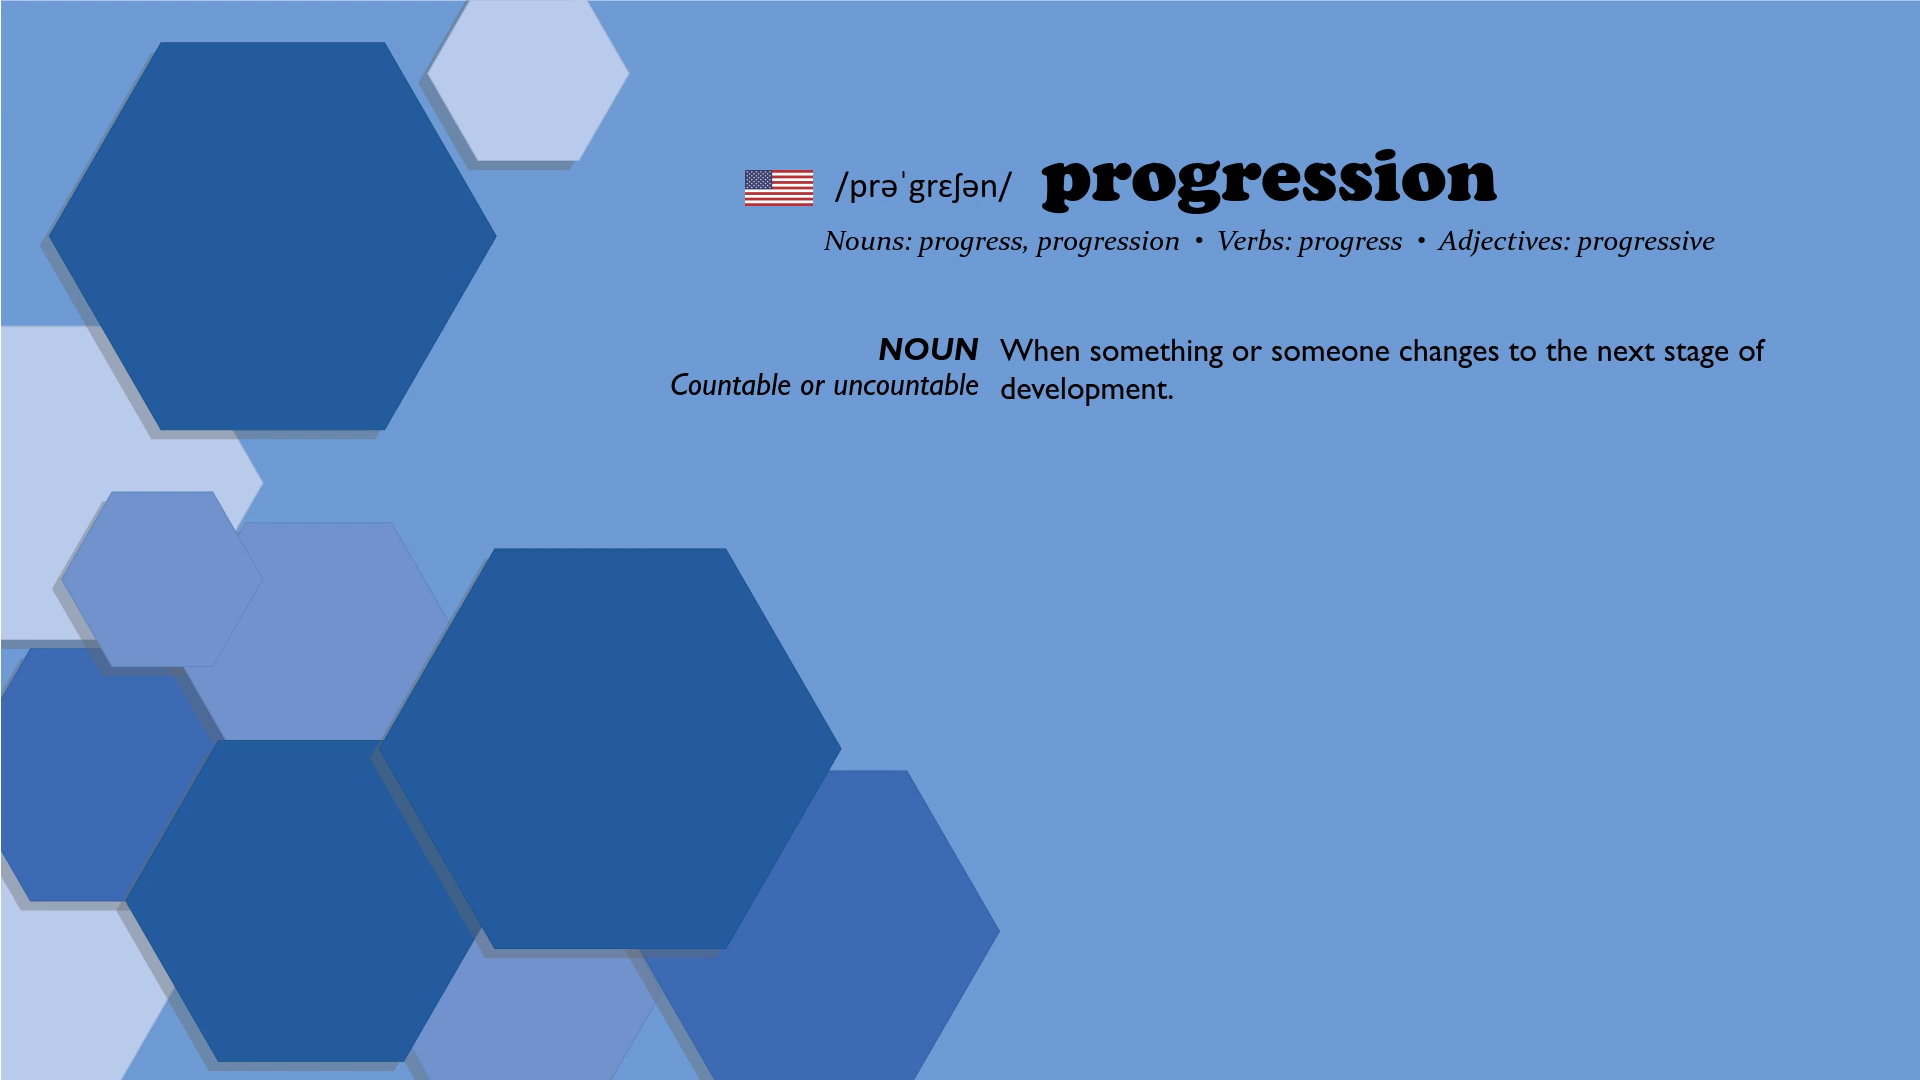 /prəˈgrɛʃən/ progression
Nouns: progress, progression • Verbs: progress • Adjectives: progressive
NOUN When something or someone changes to the next stage of
Countable or uncountable development.